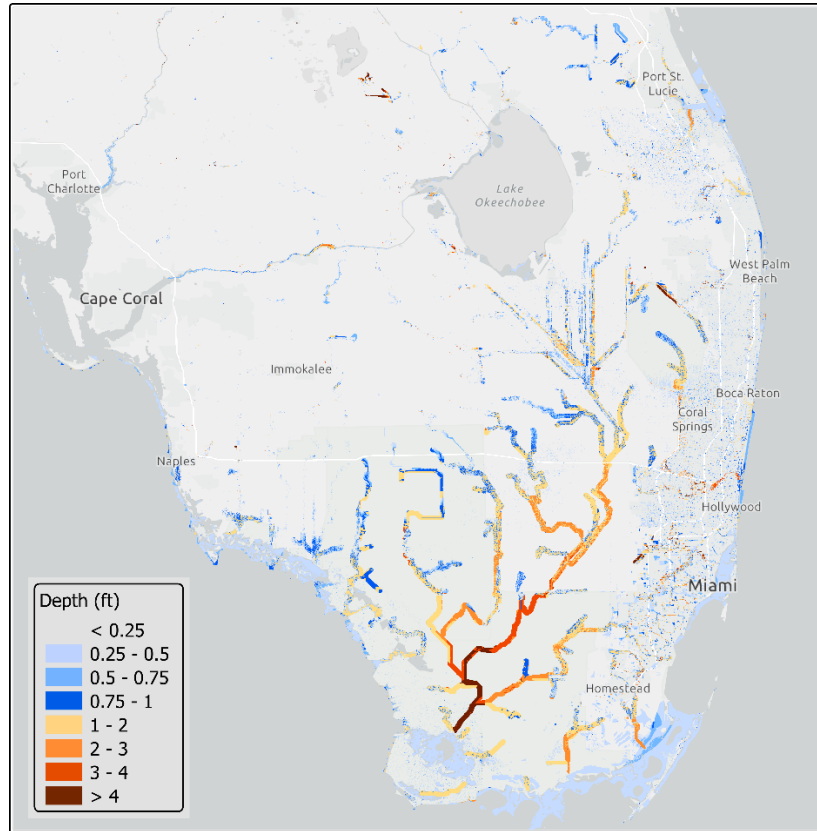 Port St.
Lucie
Port
Charlotte
Lake
Okeechobee
West Palm
Beach
Cape Coral
Immokalee
Boca Raton
Coral
Springs
Naples
Hollywood
Miami
Homestead
Depth (ft)
< 0.25
0.25 - 0.5
0.5 - 0.75
0.75 - 1
1 - 2
2 - 3
3 - 4
> 4